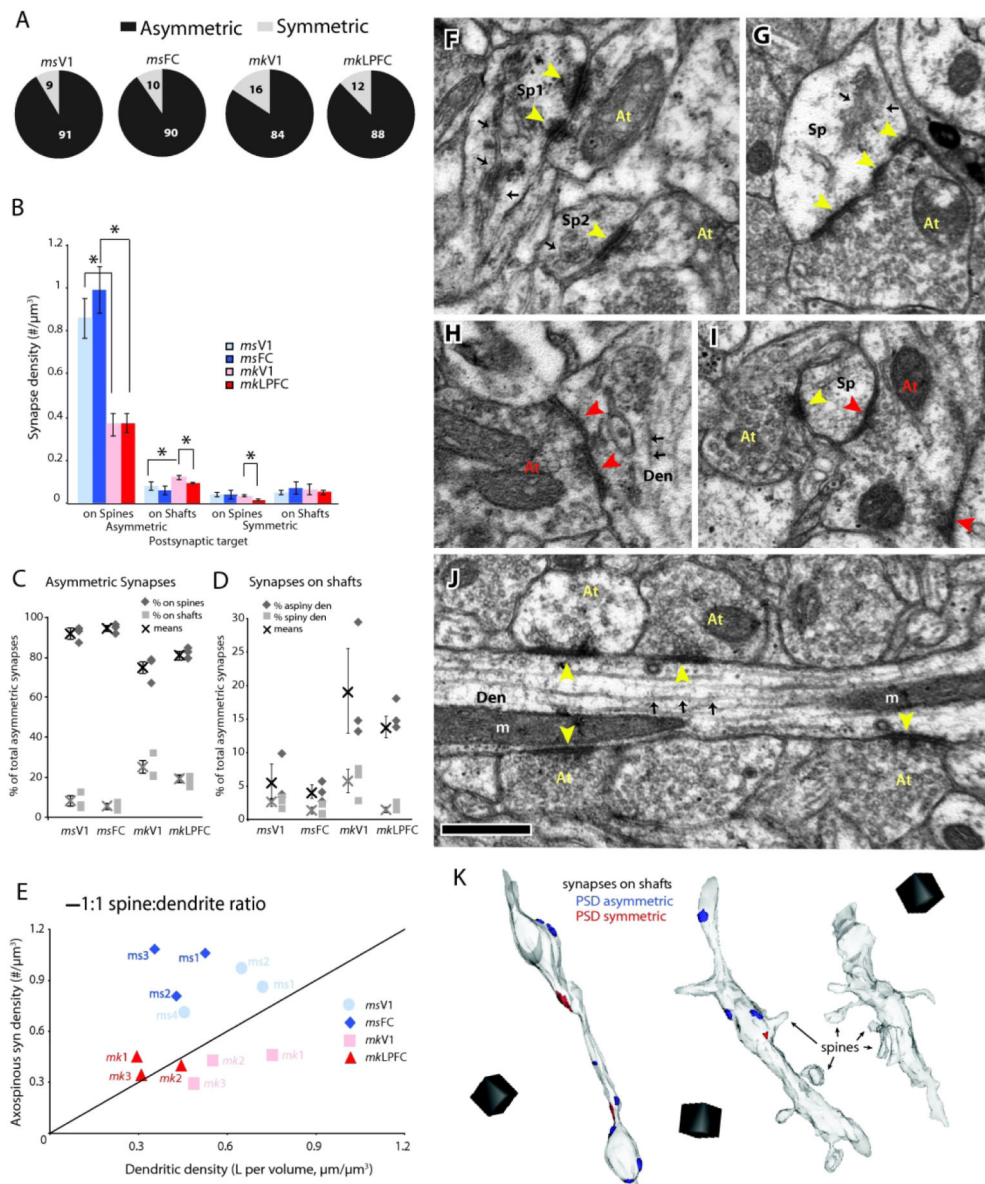 A
Asymmetric Symmetric
msV1 msFC mkV1 mkLPFC
9 10 16 12
91 90 84 88
B
Synapse density (#/µm³)
1.2
1
0.8
0.6
0.4
0.2
0
* *
* * *
msV1
msFC
mkV1
mkLPFC
on Spines on Shafts on Spines on Shafts
Asymmetric Symmetric
Postsynaptic target
C Asymmetric Synapses
% on spines
% on shafts
means
% of total asymmetric synapses
100
80
60
40
20
0
msV1 msFC mkV1 mkLPFC
D Synapses on shafts
% aspiny den
% spiny den
means
% of total asymmetric synapses
30
25
20
15
10
5
0
msV1 msFC mkV1 mkLPFC
E
1:1 spine:dendrite ratio
Axospinous syn density (#/µm³)
1.2
0.9
0.6
0.3
0
ms3 ms1 ms2
ms2 ms1
ms4
mk1 mk2 mk1
mk3 mk2 mk3
msV1
msFC
mkV1
mkLPFC
0.3 0.6 0.9 1.2
Dendritic density (L per volume, µm/µm³)
F
Sp1
At
Sp2
At
G
Sp
At
H
At
Den
I
Sp
At
At
J
At
At
Den
m
m
At
At
K
synapses on shafts
PSD asymmetric
PSD symmetric
spines